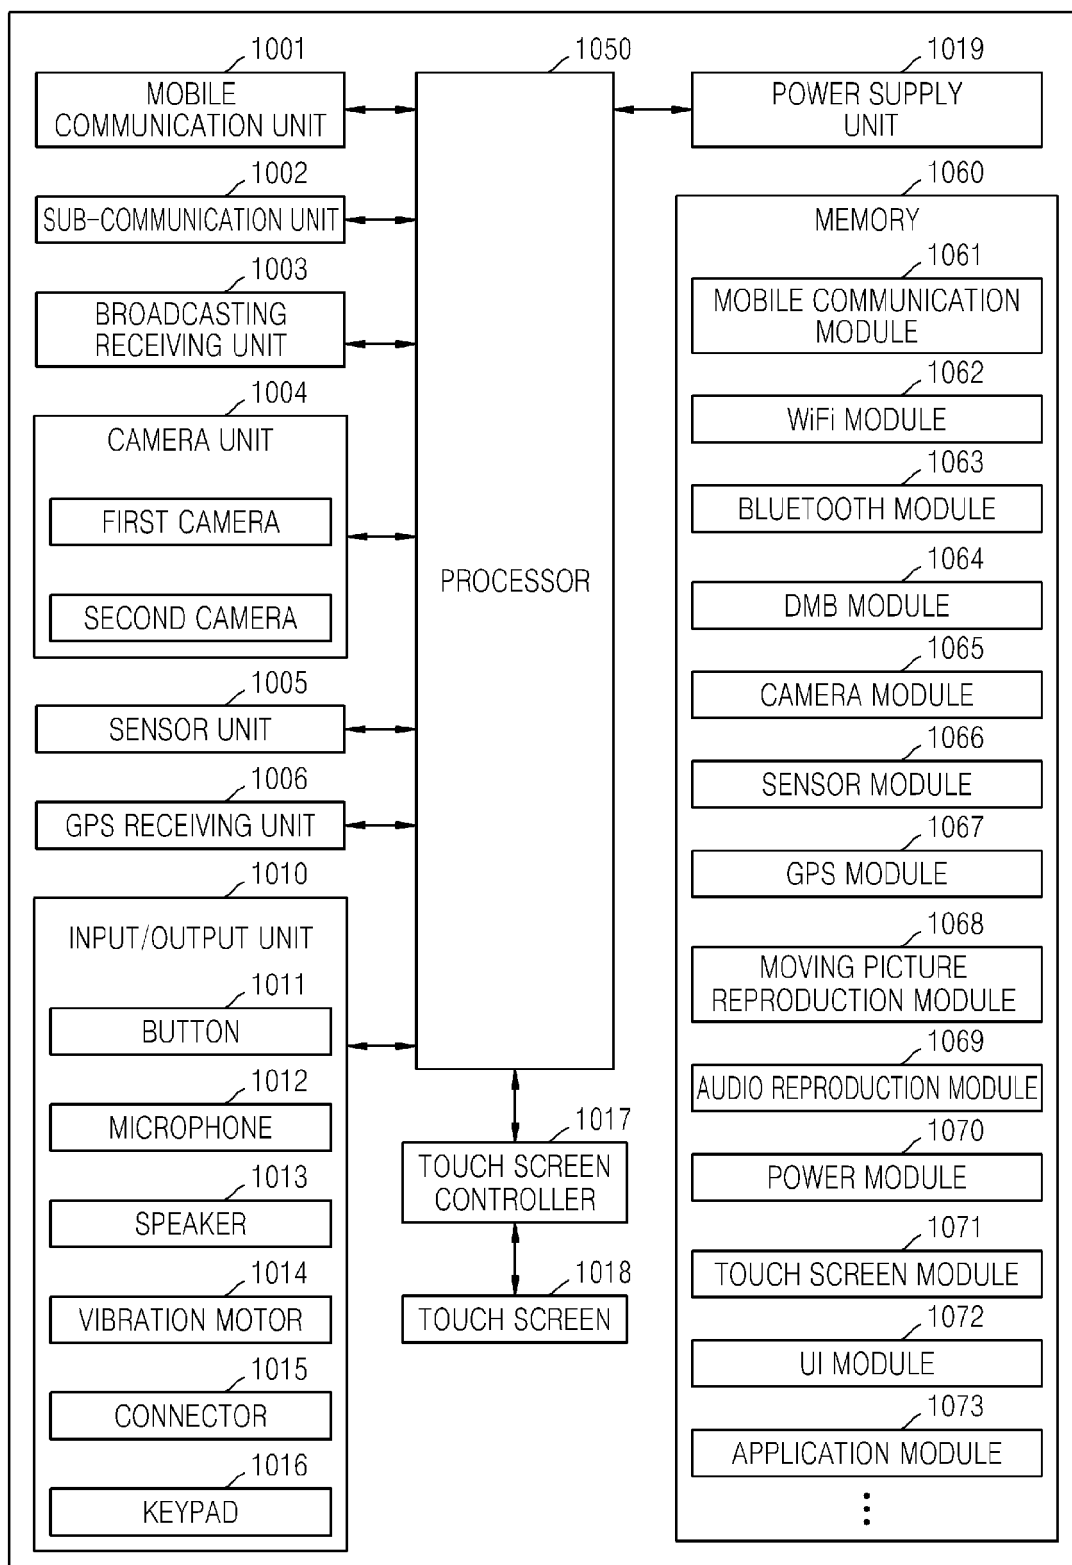 1001
MOBILE
COMMUNICATION UNIT
1002
SUB-COMMUNICATION UNIT
1003
BROADCASTING
RECEIVING UNIT
1004
CAMERA UNIT
FIRST CAMERA
SECOND CAMERA
1005
SENSOR UNIT
1006
GPS RECEIVING UNIT
1010
INPUT/OUTPUT UNIT
1011
BUTTON
1012
MICROPHONE
1013
SPEAKER
1014
VIBRATION MOTOR
1015
CONNECTOR
1016
KEYPAD
1050
PROCESSOR
1017
TOUCH SCREEN
CONTROLLER
1018
TOUCH SCREEN
1019
POWER SUPPLY
UNIT
1060
MEMORY
1061
MOBILE COMMUNICATION
MODULE
1062
WiFi MODULE
1063
BLUETOOTH MODULE
1064
DMB MODULE
1065
CAMERA MODULE
1066
SENSOR MODULE
1067
GPS MODULE
1068
MOVING PICTURE
REPRODUCTION MODULE
1069
AUDIO REPRODUCTION MODULE
1070
POWER MODULE
1071
TOUCH SCREEN MODULE
1072
UI MODULE
1073
APPLICATION MODULE